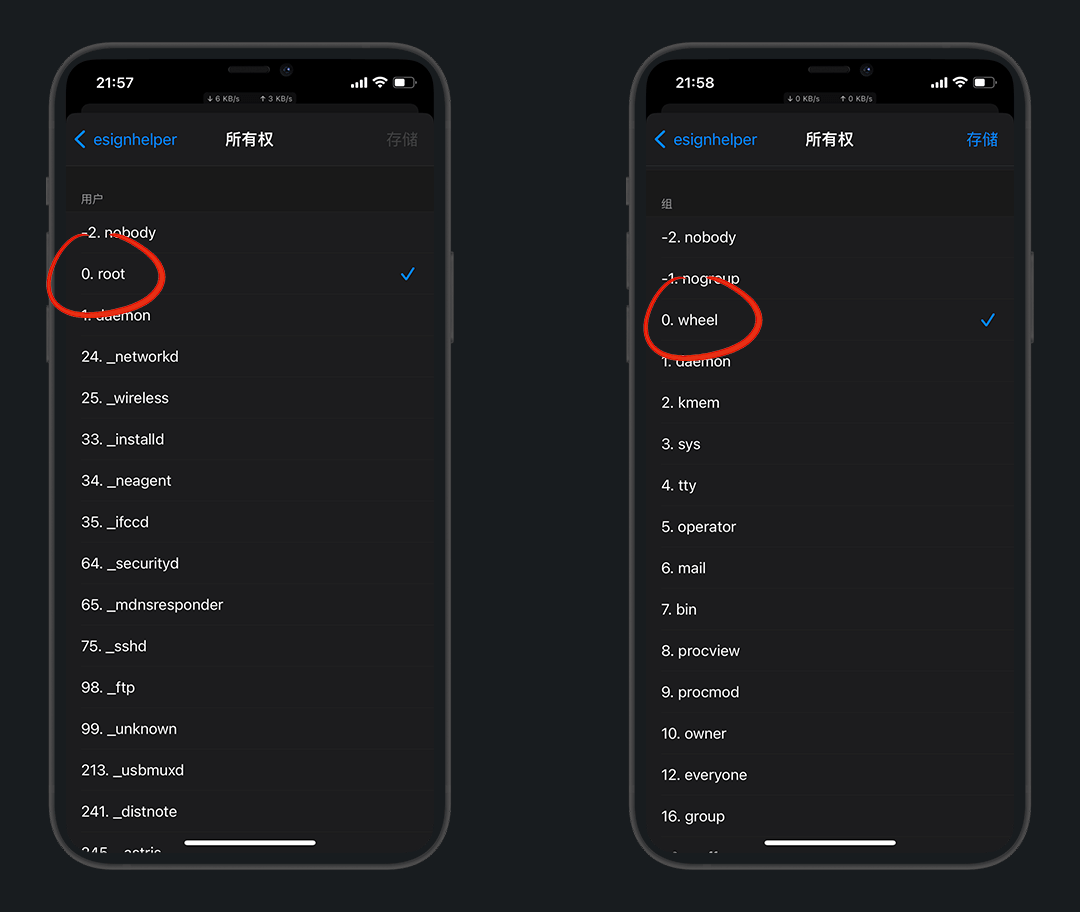 21:57
↓ 6 KB/s ↑ 3 KB/s
esignhelper 所有权 存储
用户
-2. nobody
0. root
1. daemon
24. _networkd
25. _wireless
33. _installd
34. _neagent
35. _ifccd
64. _securityd
65. _mdnsresponder
75. _sshd
98. _ftp
99. _unknown
213. _usbmuxd
241. _distnote
245. _astris
21:58
↓ 0 KB/s ↑ 0 KB/s
esignhelper 所有权 存储
组
-2. nobody
-1. nogroup
0. wheel
1. daemon
2. kmem
3. sys
4. tty
5. operator
6. mail
7. bin
8. procview
9. procmod
10. owner
12. everyone
16. group